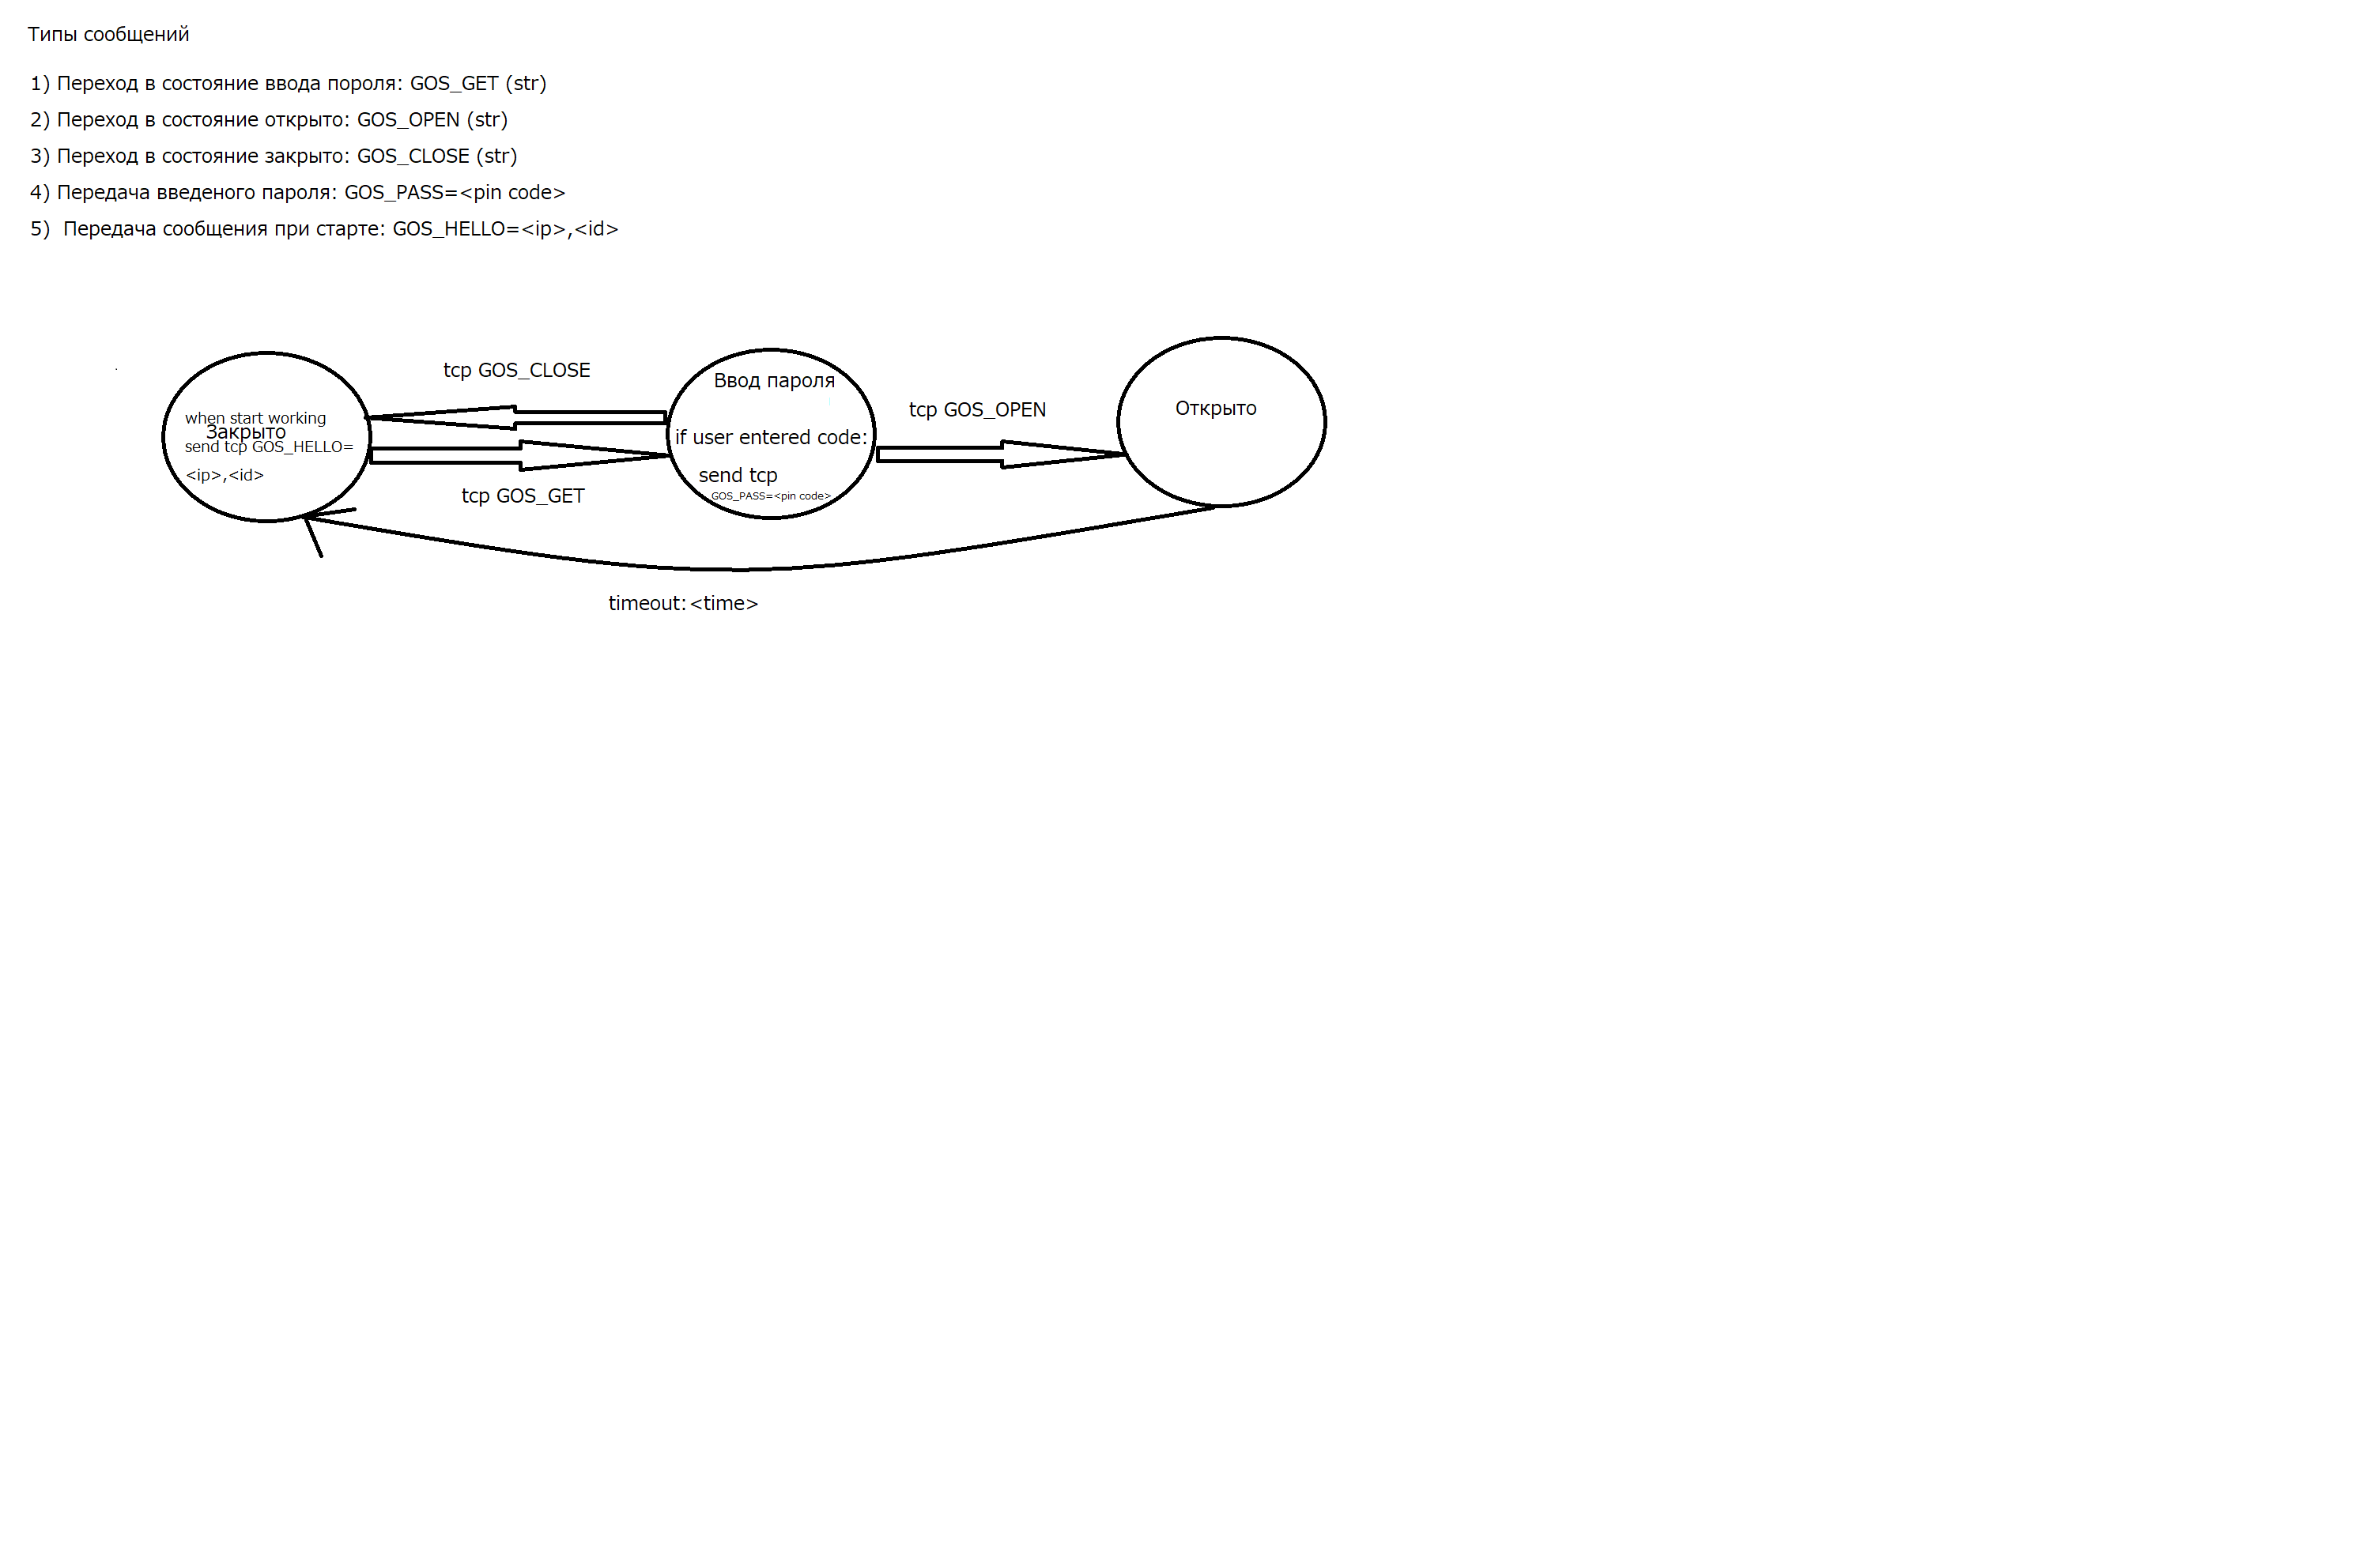 Типы сообщений
1) Переход в состояние ввода пороля: GOS_GET (str)
2) Переход в состояние открыто: GOS_OPEN (str)
3) Переход в состояние закрыто: GOS_CLOSE (str)
4) Передача введеного пароля: GOS_PASS=<pin code>
5)  Передача сообщения при старте: GOS_HELLO=<ip>,<id>
tcp GOS_CLOSE
when start working
Закрыто
send tcp GOS_HELLO=
<ip>,<id>
tcp GOS_GET
Ввод пароля
if user entered code:
send tcp
GOS_PASS=<pin code>
tcp GOS_OPEN
Открыто
timeout:<time>